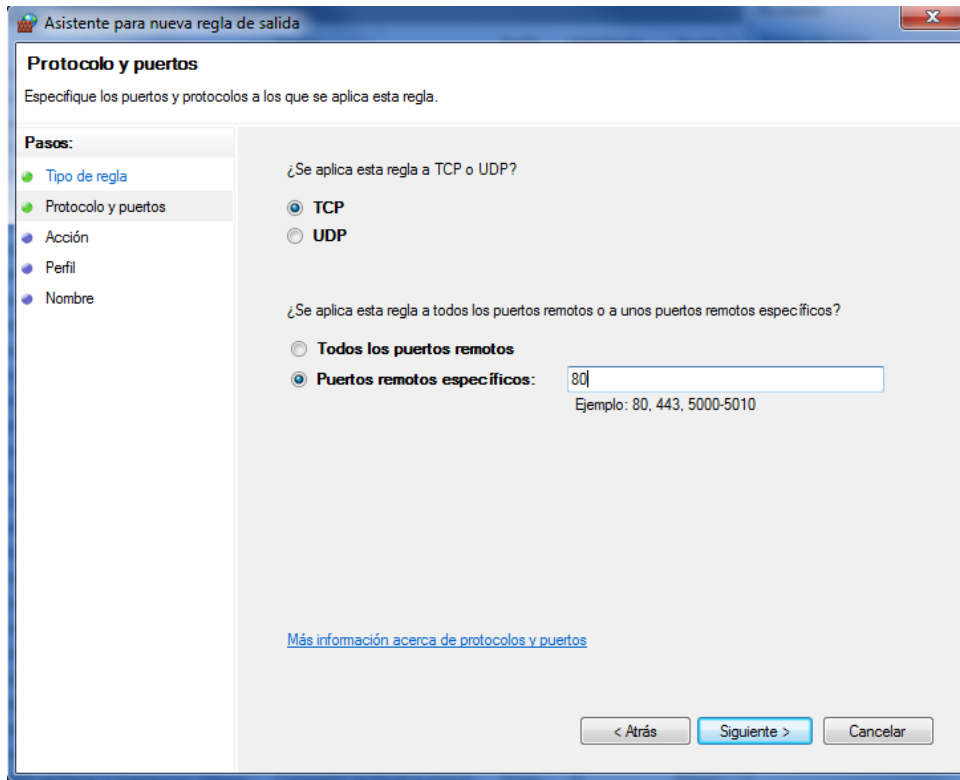 Asistente para nueva regla de salida
Protocolo y puertos
Especifique los puertos y protocolos a los que se aplica esta regla.
Pasos:
Tipo de regla
Protocolo y puertos
Acción
Perfil
Nombre
¿Se aplica esta regla a TCP o UDP?
TCP
UDP
¿Se aplica esta regla a todos los puertos remotos o a unos puertos remotos específicos?
Todos los puertos remotos
Puertos remotos específicos: 80
Ejemplo: 80, 443, 5000-5010
Más información acerca de protocolos y puertos
< Atrás Siguiente > Cancelar